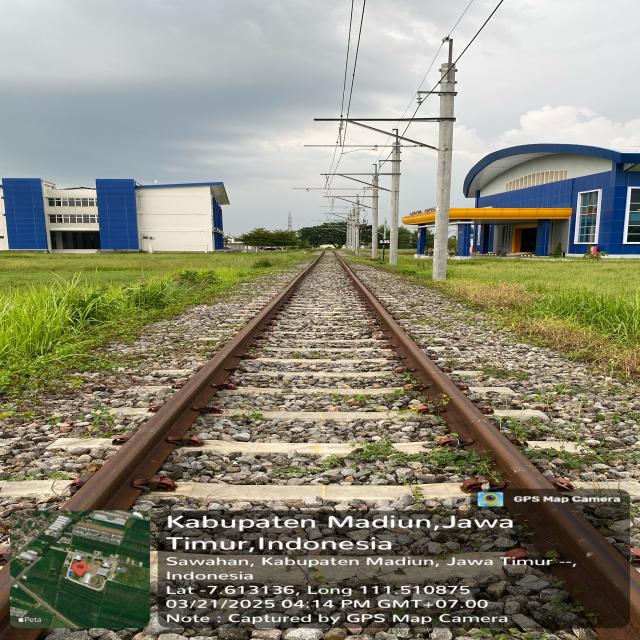 GPS Map Camera
Kabupaten Madiun,Jawa
Timur,Indonesia
Sawahan, Kabupaten Madiun, Jawa Timur --,
Indonesia
Lat -7.613136, Long 111.510875
03/21/2025 04:14 PM GMT+07.00
Note : Captured by GPS Map Camera
Peta